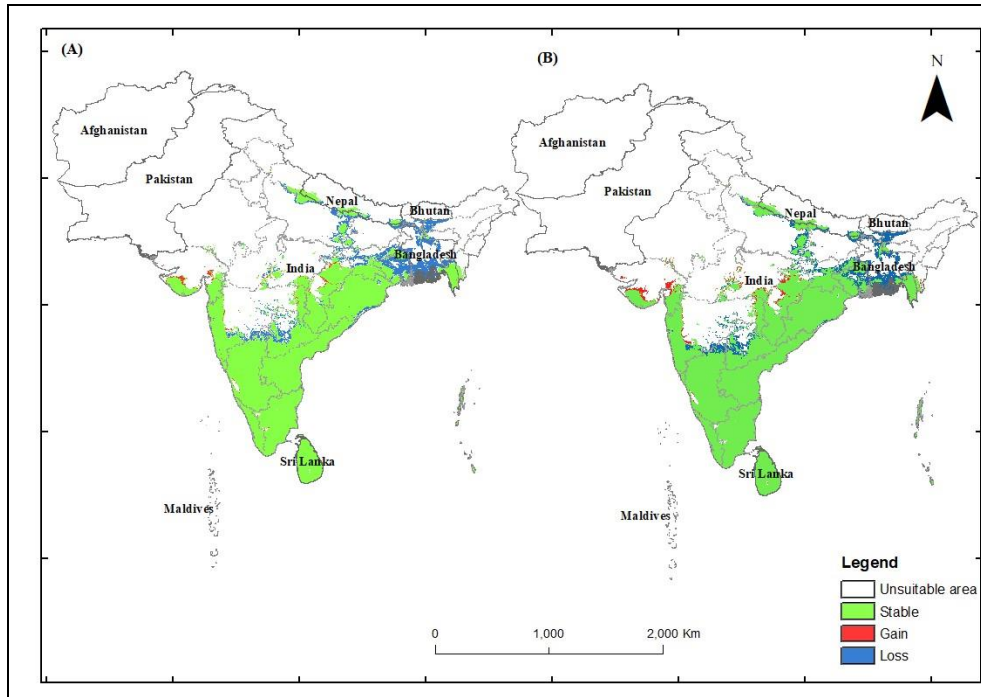 (A)
(B)
N
Afghanistan
Pakistan
Nepal
Bhutan
Bangladesh
India
Sri Lanka
Maldives
Afghanistan
Pakistan
Nepal
Bhutan
Bangladesh
India
Sri Lanka
Maldives
Legend
Unsuitable area
Stable
Gain
Loss
0 1,000 2,000 Km